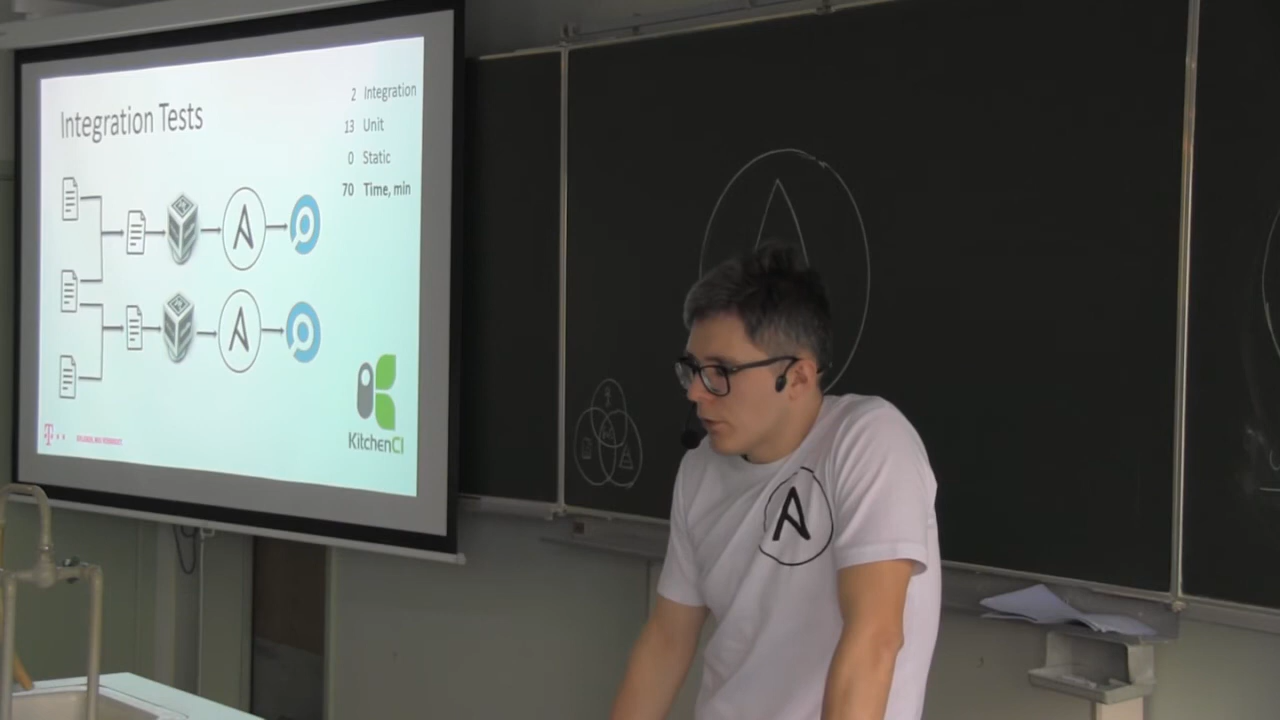 Integration Tests
2 Integration
13 Unit
0 Static
70 Time, min
KitchenCI